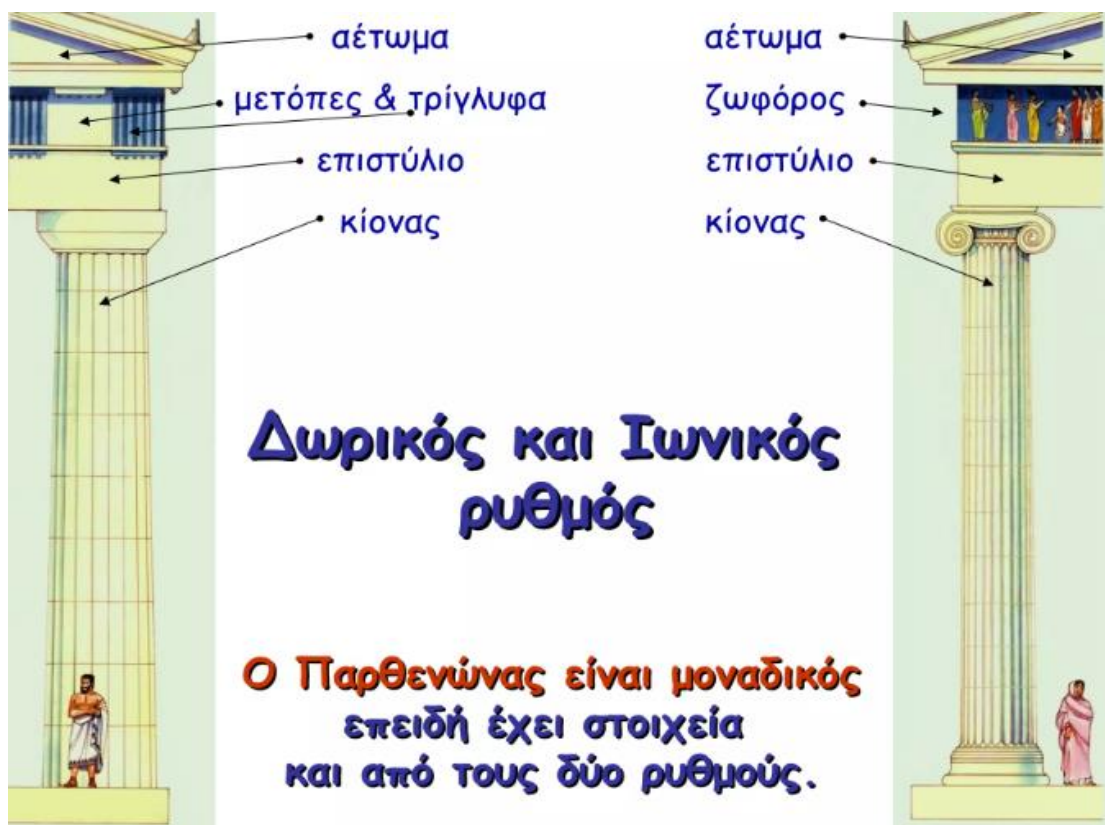 αέτωμα
μετόπες & τρίγλυφα
επιστύλιο
κίονας
αέτωμα
ζωφόρος
επιστύλιο
κίονας
Δωρικός και Ιωνικός
ρυθμός
Ο Παρθενώνας είναι μοναδικός
επειδή έχει στοιχεία
και από τους δύο ρυθμούς.